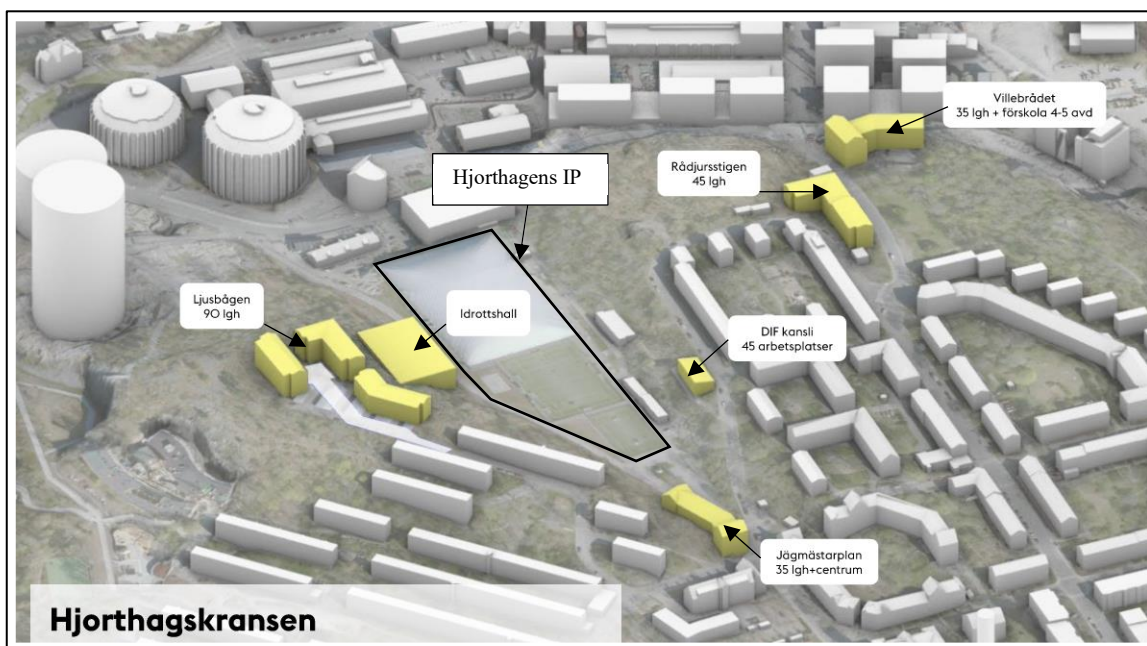 Villebrådet
35 lgh + förskola 4-5 avd
Hjorthagens IP
Rådjursstigen
45 lgh
Ljusbågen
90 lgh
Idrottshall
DIF kansli
45 arbetsplatser
Jägmästarplan
35 lgh+centrum
Hjorthagskransen